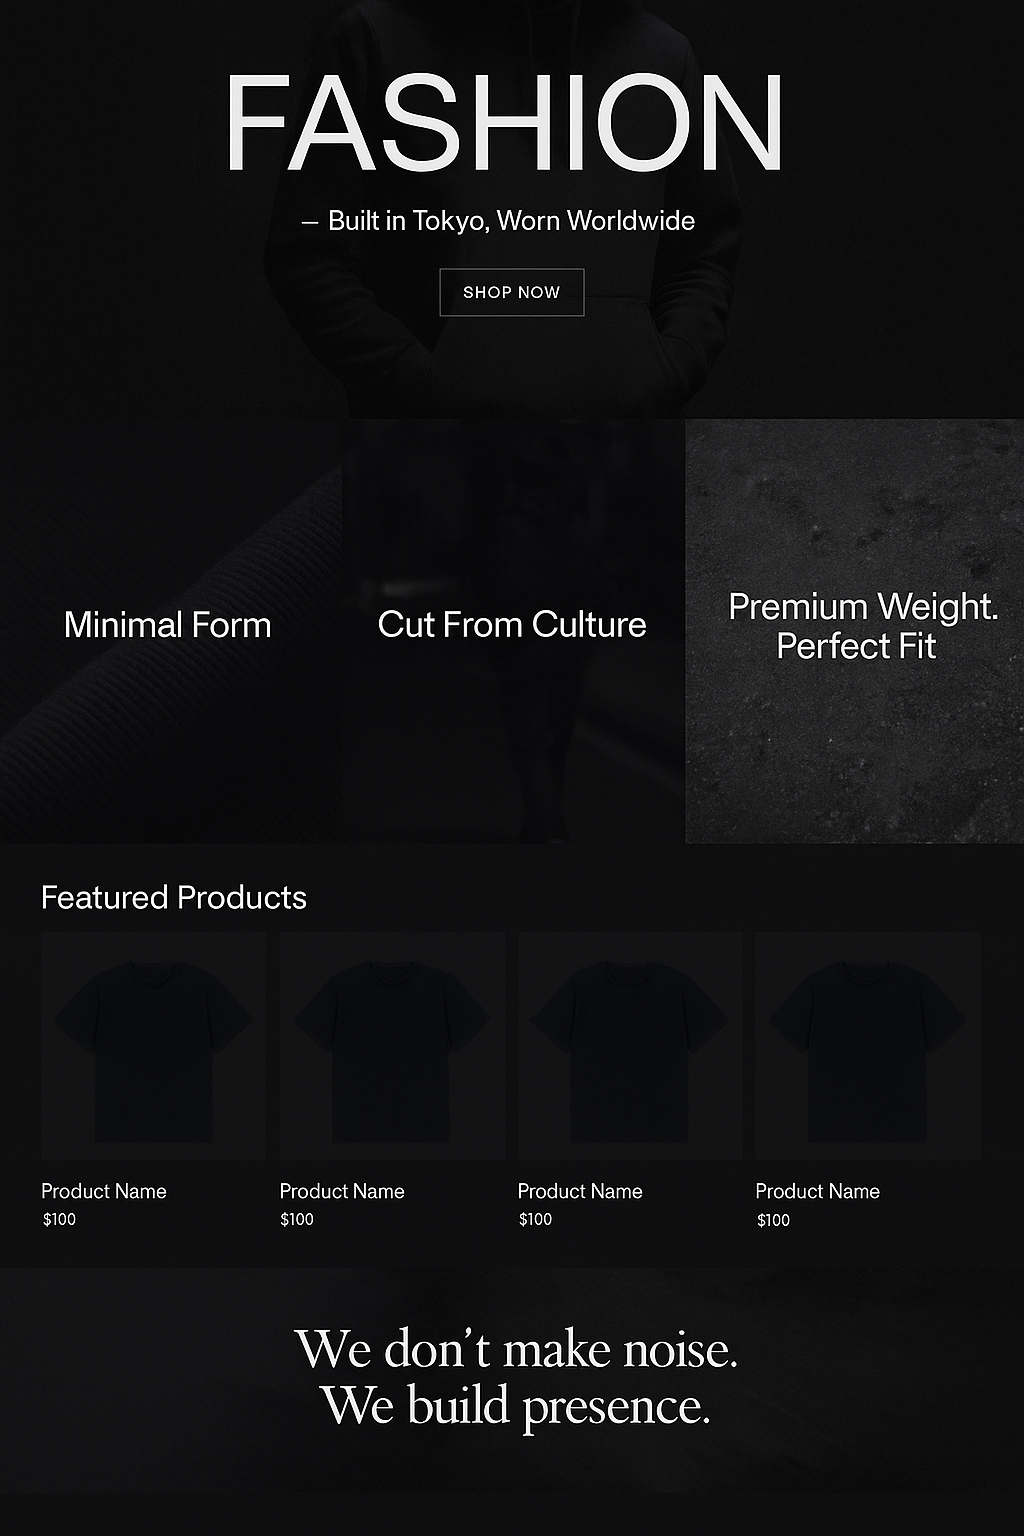 FASHION
— Built in Tokyo, Worn Worldwide
SHOP NOW
Minimal Form
Cut From Culture
Premium Weight.
Perfect Fit
Featured Products
Product Name
$100
Product Name
$100
Product Name
$100
Product Name
$100
We don't make noise.
We build presence.